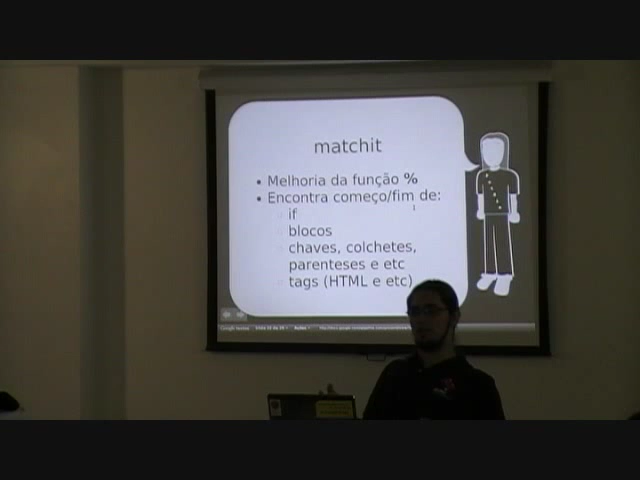 matchit
• Melhoria da função %
• Encontra começo/fim de:
if
blocos
chaves, colchetes,
parenteses e etc
tags (HTML e etc)